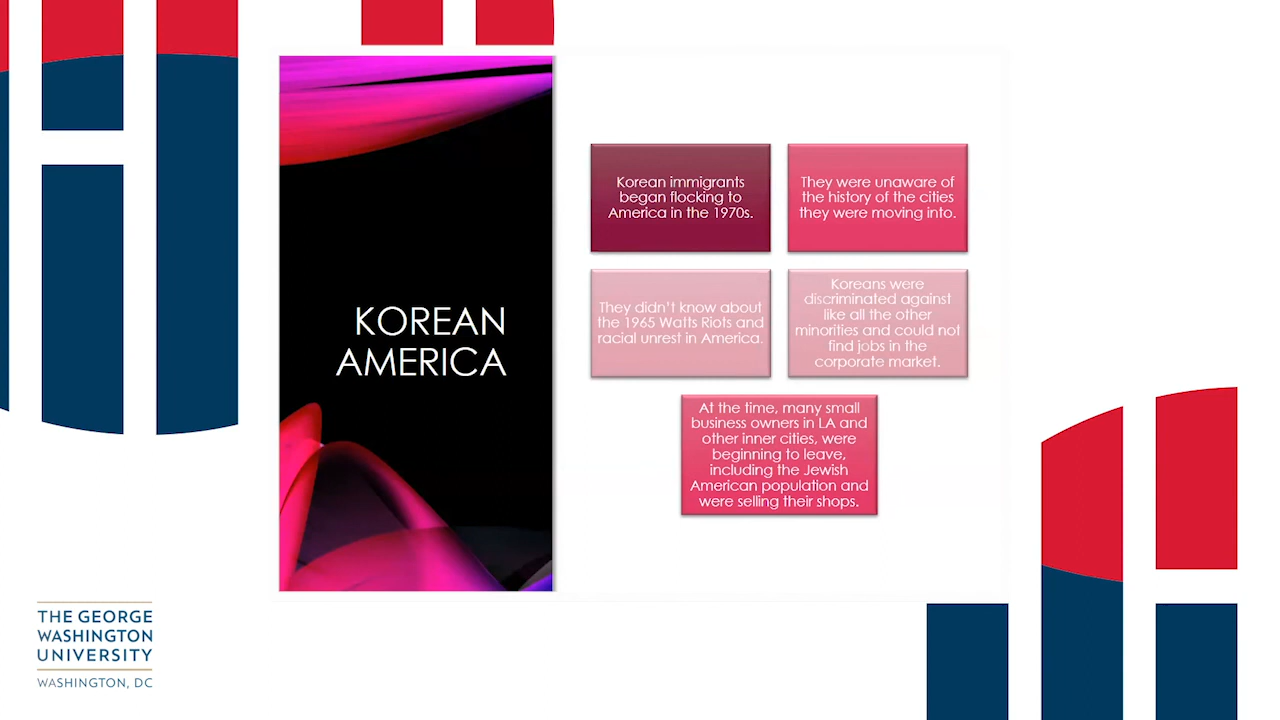 KOREAN
AMERICA
Korean immigrants
began flocking to
America in the 1970s.
They were unaware of
the history of the cities
they were moving into.
They didn't know about
the 1965 Watts Riots and
racial unrest in America.
Koreans were
discriminated against
like all the other
minorities and could not
find jobs in the
corporate market.
At the time, many small
business owners in LA and
other inner cities, were
beginning to leave,
including the Jewish
American population and
were selling their shops.
THE GEORGE
WASHINGTON
UNIVERSITY
WASHINGTON, DC